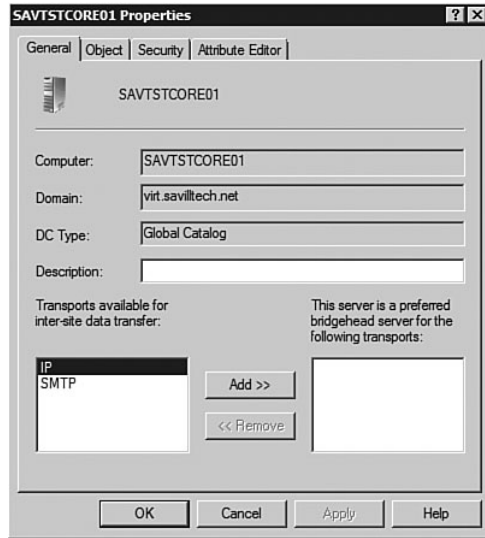 SAVTSTCORE01 Properties
General Object Security Attribute Editor
SAVTSTCORE01
Computer: SAVTSTCORE01
Domain: virt.savilltech.net
DC Type: Global Catalog
Description:
Transports available for
inter-site data transfer:
This server is a preferred
bridgehead server for the
following transports:
IP
SMTP
Add >>
<< Remove
OK Cancel Apply Help